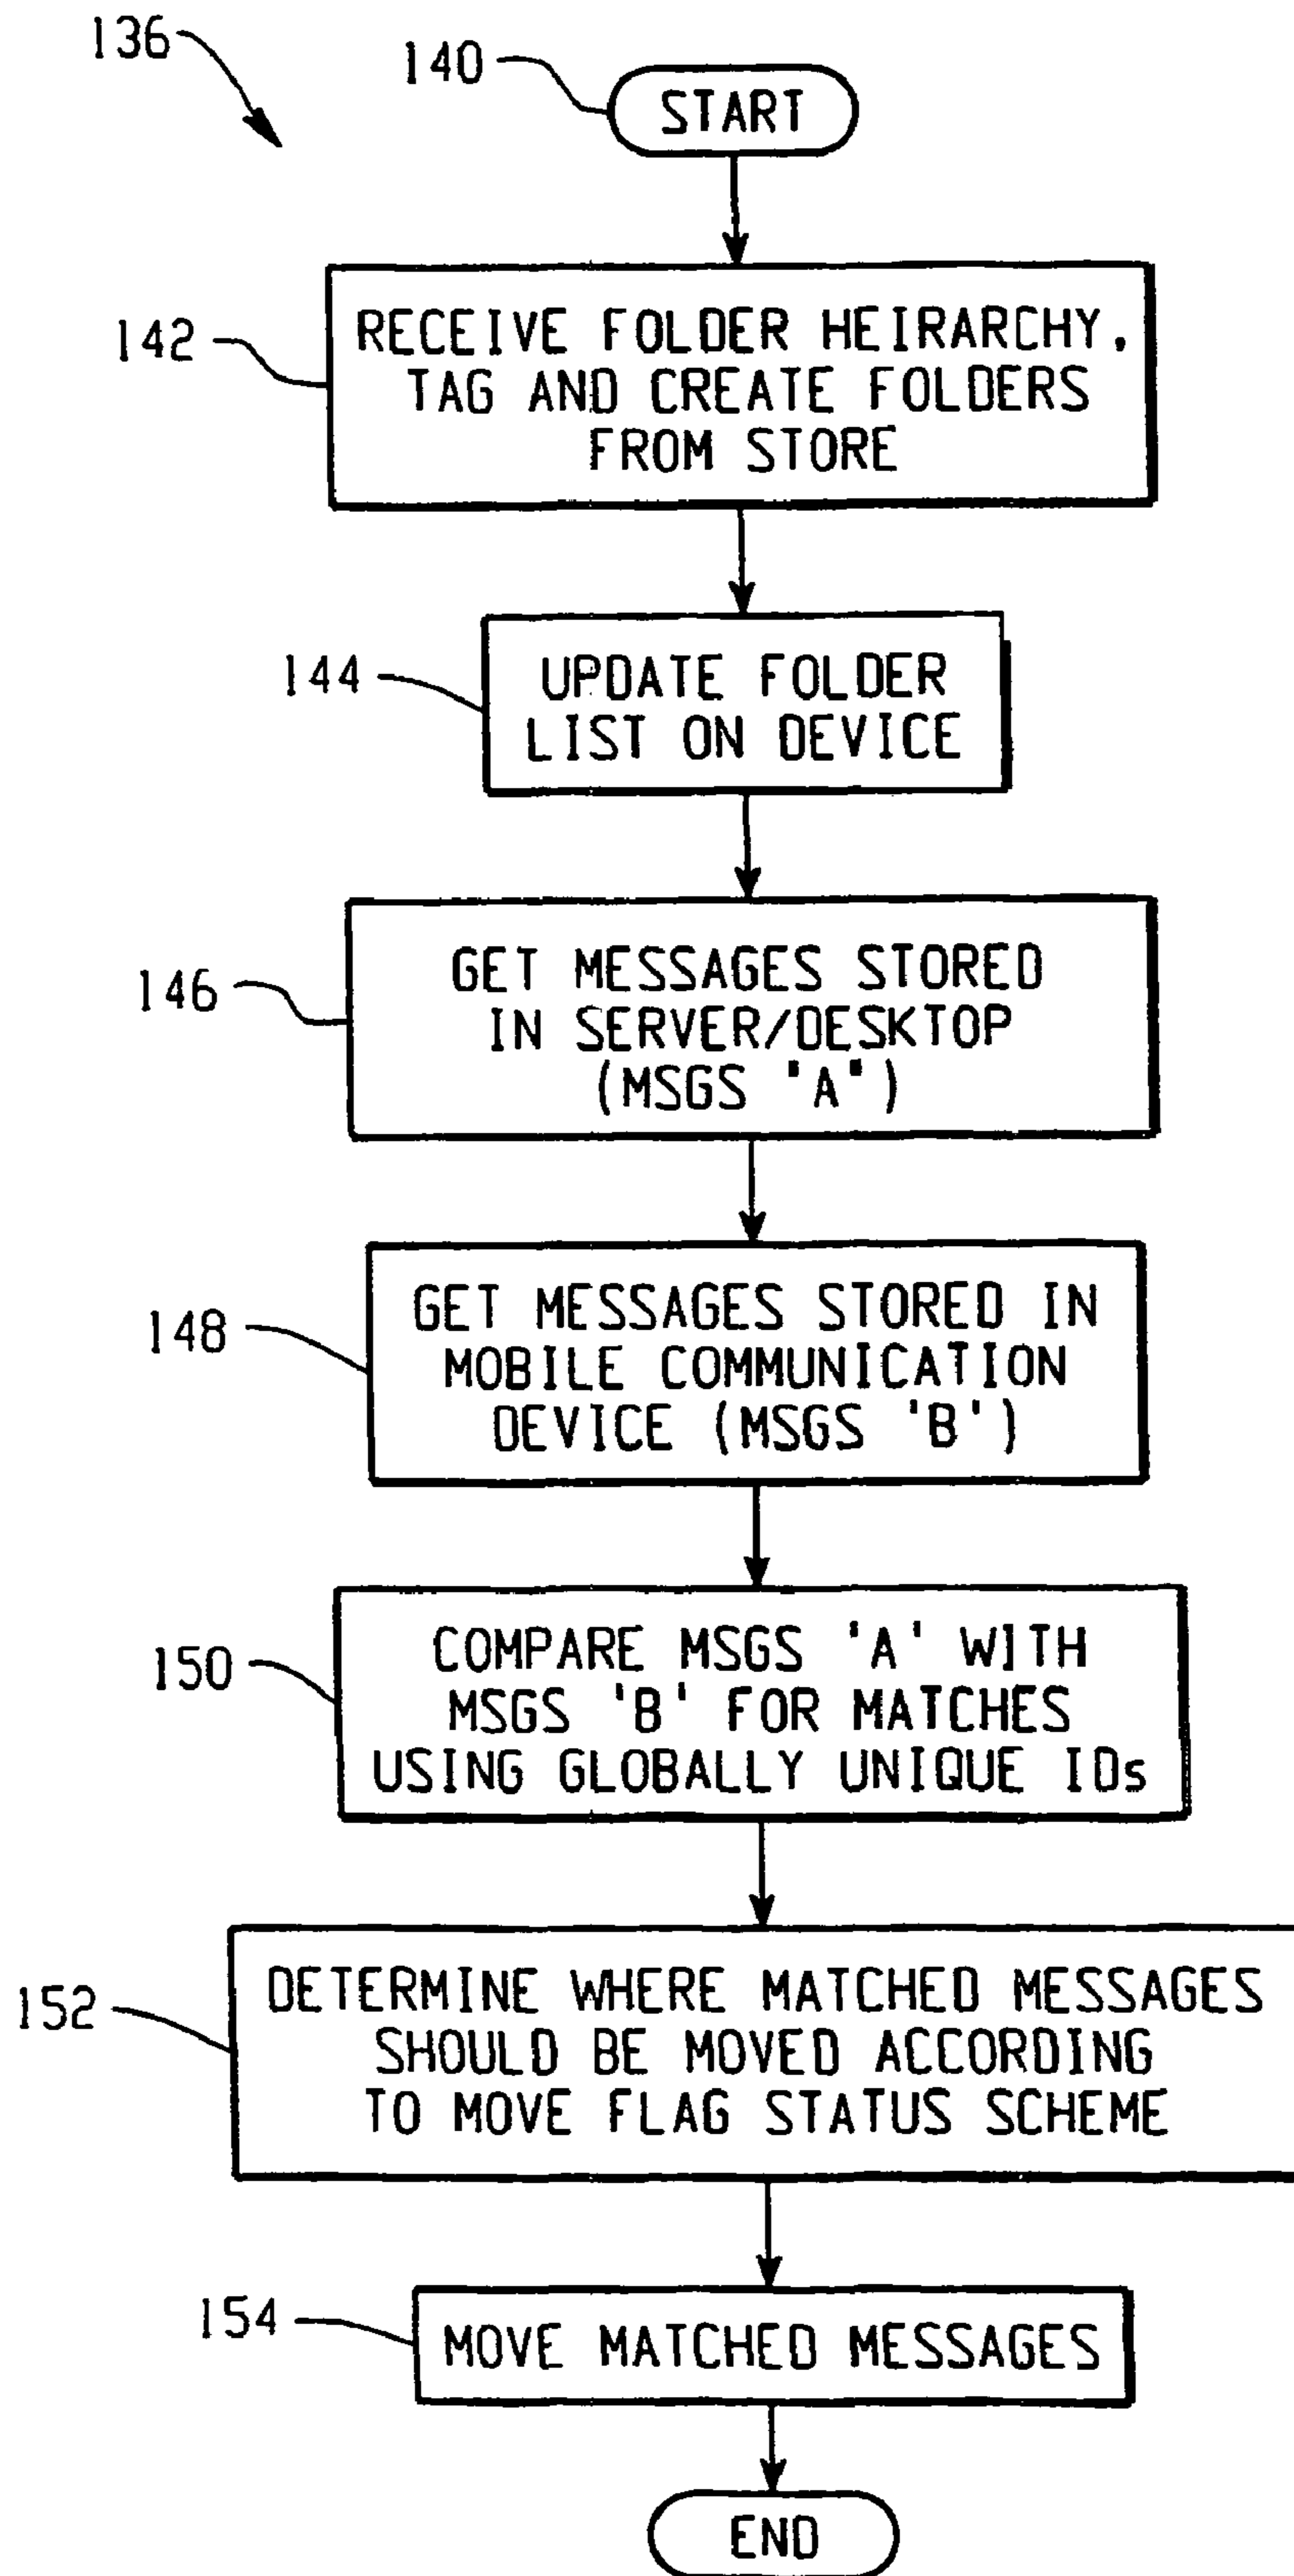 136
140
START
142
RECEIVE FOLDER HEIRARCHY,
TAG AND CREATE FOLDERS
FROM STORE
144
UPDATE FOLDER
LIST ON DEVICE
146
GET MESSAGES STORED
IN SERVER/DESKTOP
(MSGS "A")
148
GET MESSAGES STORED IN
MOBILE COMMUNICATION
DEVICE (MSGS 'B')
150
COMPARE MSGS 'A' WITH
MSGS 'B' FOR MATCHES
USING GLOBALLY UNIQUE IDs
152
DETERMINE WHERE MATCHED MESSAGES
SHOULD BE MOVED ACCORDING
TO MOVE FLAG STATUS SCHEME
154
MOVE MATCHED MESSAGES
END